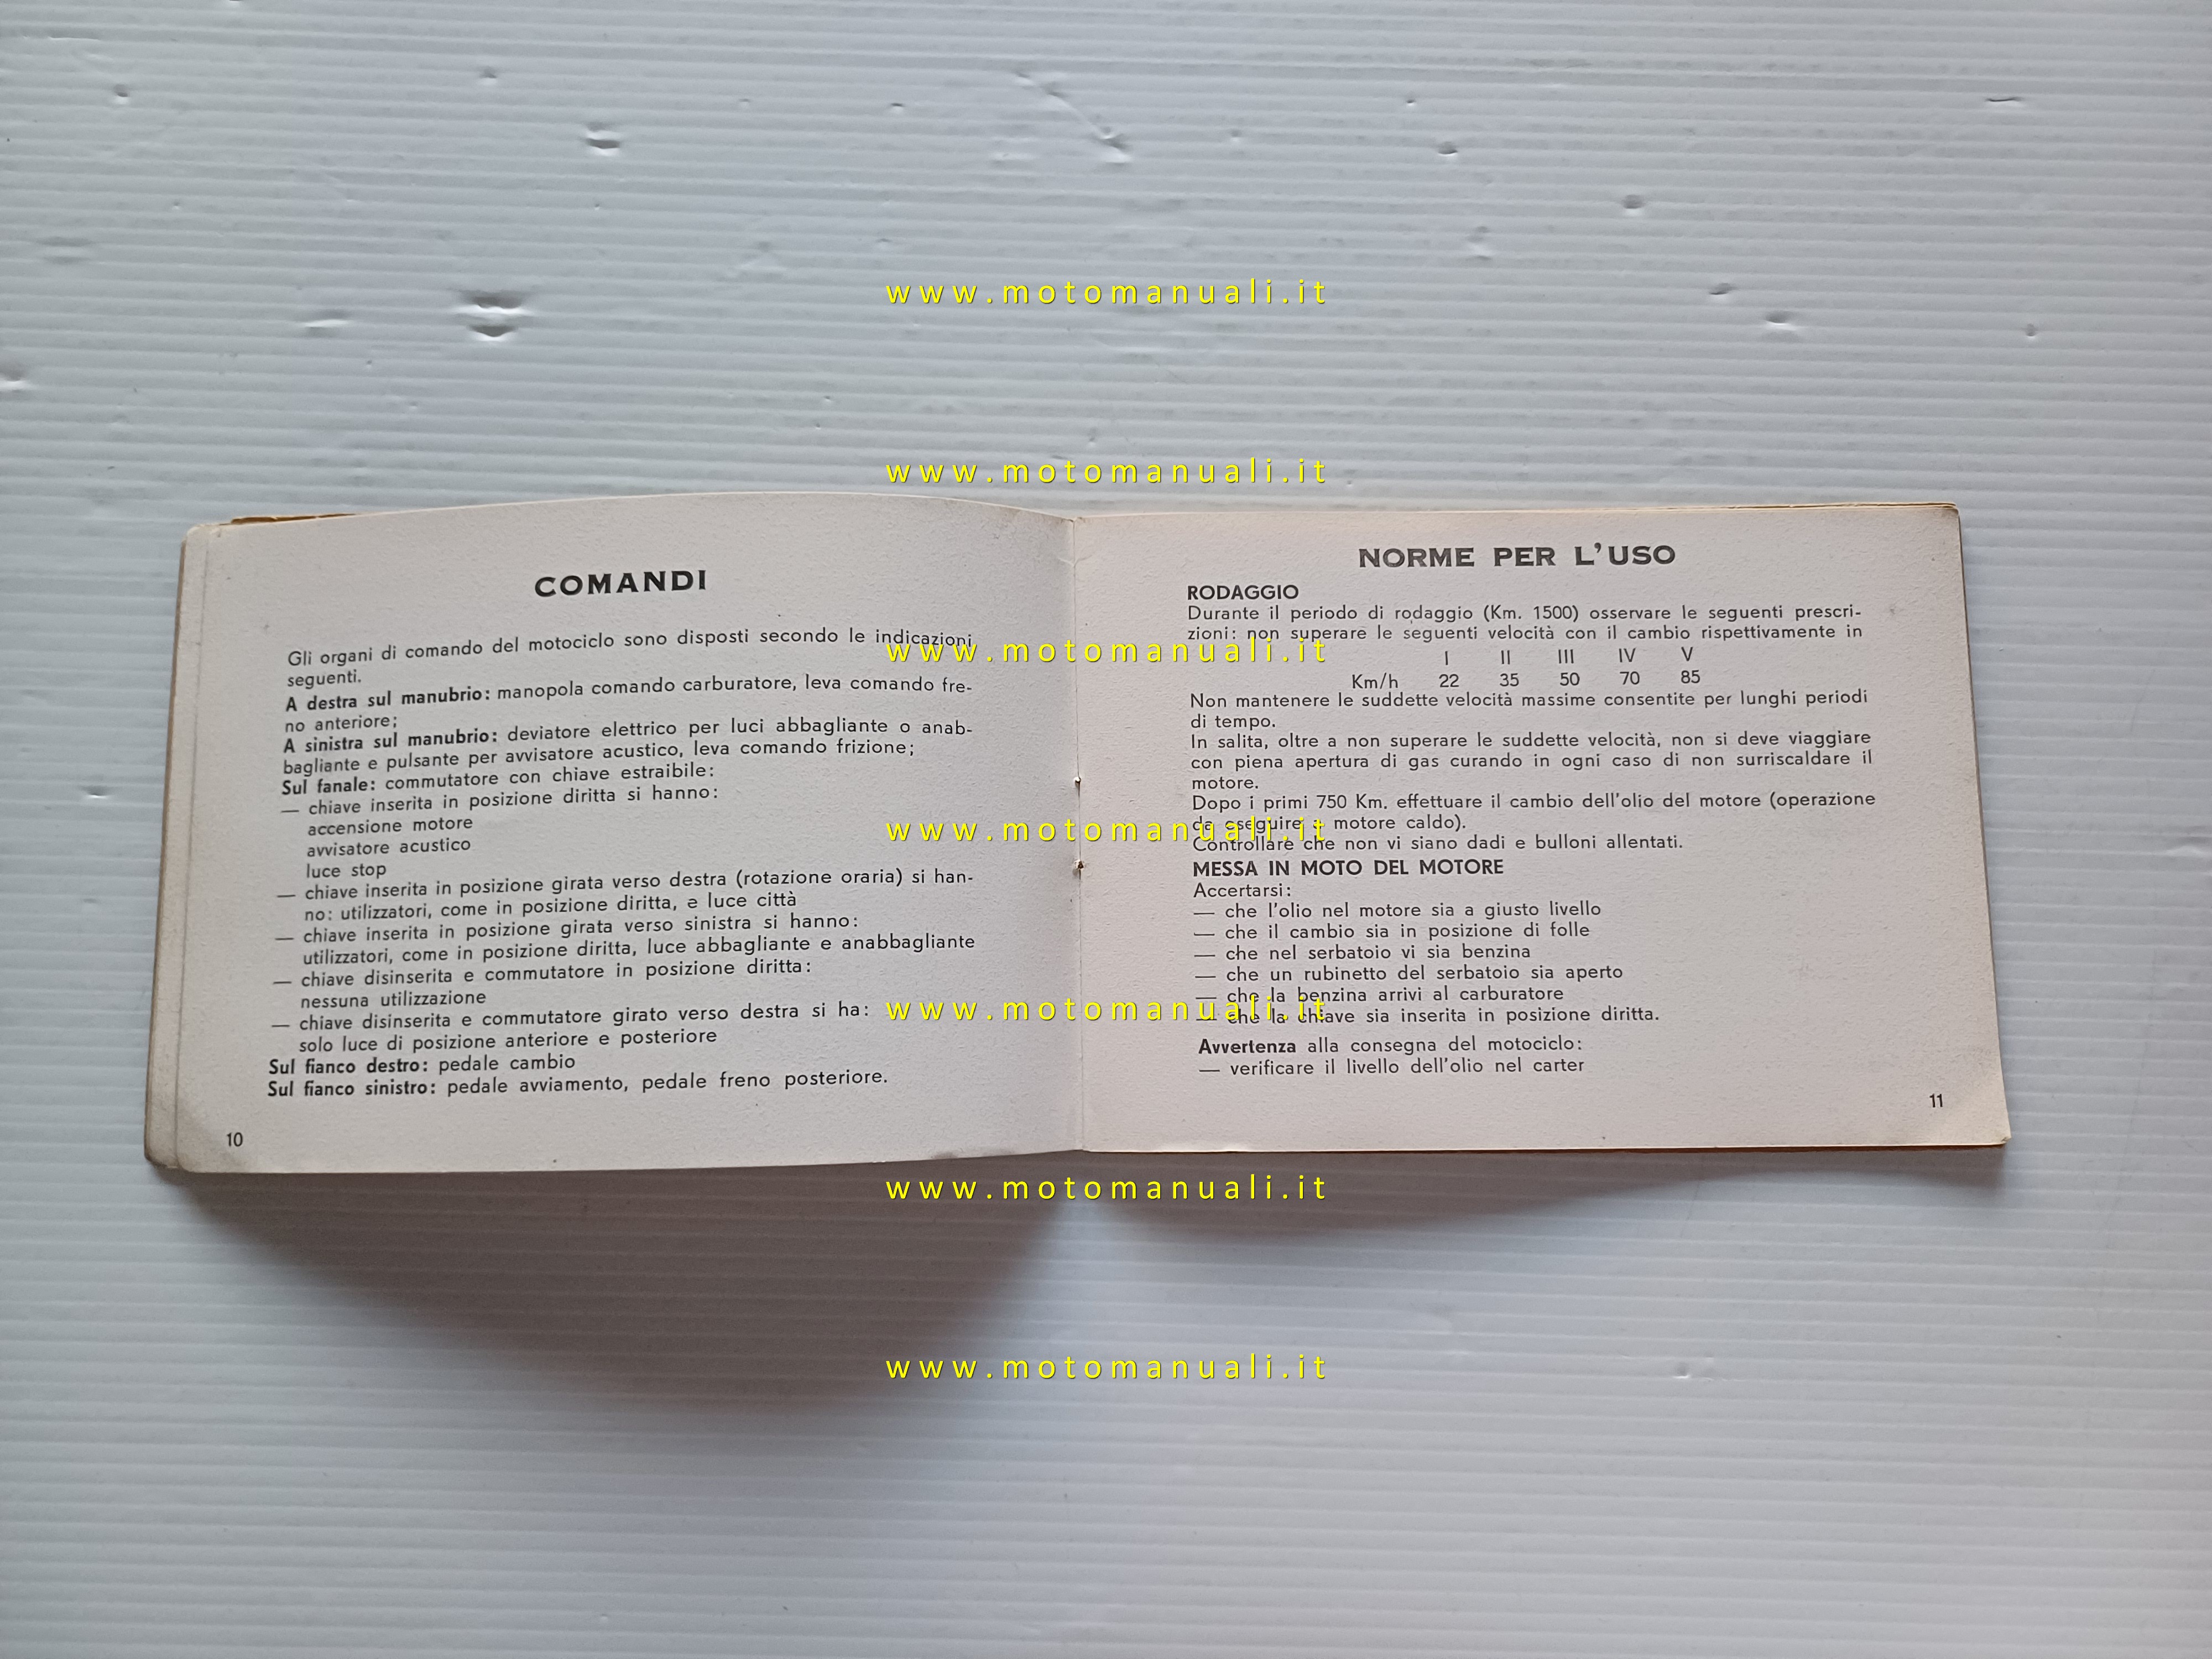 www.motomanuali.it
www.motomanuali.it
COMANDI
Gli organi di comando del motociclo sono disposti secondo le indicazioni
seguenti.
A destra sul manubrio: manopola comando carburatore, leva comando fre-
no anteriore;
A sinistra sul manubrio: deviatore elettrico per luci abbagliante o anab-
bagliante e pulsante per avvisatore acustico, leva comando frizione;
Sul fanale: commutatore con chiave estraibile:
— chiave inserita in posizione diritta si hanno:
accensione motore
avvisatore acustico
luce stop
— chiave inserita in posizione girata verso destra (rotazione oraria) si han-
no: utilizzatori, come in posizione diritta, e luce città
— chiave inserita in posizione girata verso sinistra si hanno:
utilizzatori, come in posizione diritta, luce abbagliante e anabbagliante
— chiave disinserita e commutatore in posizione diritta:
nessuna utilizzazione
— chiave disinserita e commutatore girato verso destra si ha:
solo luce di posizione anteriore e posteriore
Sul fianco destro: pedale cambio
Sul fianco sinistro: pedale avviamento, pedale freno posteriore.
10
NORME PER L'USO
RODAGGIO
Durante il periodo di rodaggio (Km. 1500) osservare le seguenti prescri-
zioni: non superare le seguenti velocità con il cambio rispettivamente in
I II III IV V
Km/h 22 35 50 70 85
Non mantenere le suddette velocità massime consentite per lunghi periodi
di tempo.
In salita, oltre a non superare le suddette velocità, non si deve viaggiare
con piena apertura di gas curando in ogni caso di non surriscaldare il
motore.
Dopo i primi 750 Km. effettuare il cambio dell'olio del motore (operazione
da eseguire a motore caldo).
Controllare che non vi siano dadi e bulloni allentati.
MESSA IN MOTO DEL MOTORE
Accertarsi:
— che l'olio nel motore sia a giusto livello
— che il cambio sia in posizione di folle
— che nel serbatoio vi sia benzina
— che un rubinetto del serbatoio sia aperto
— che la benzina arrivi al carburatore
— che la chiave sia inserita in posizione diritta.
Avvertenza alla consegna del motociclo:
— verificare il livello dell'olio nel carter
11
www.motomanuali.it
www.motomanuali.it
www.motomanuali.it
www.motomanuali.it
www.motomanuali.it